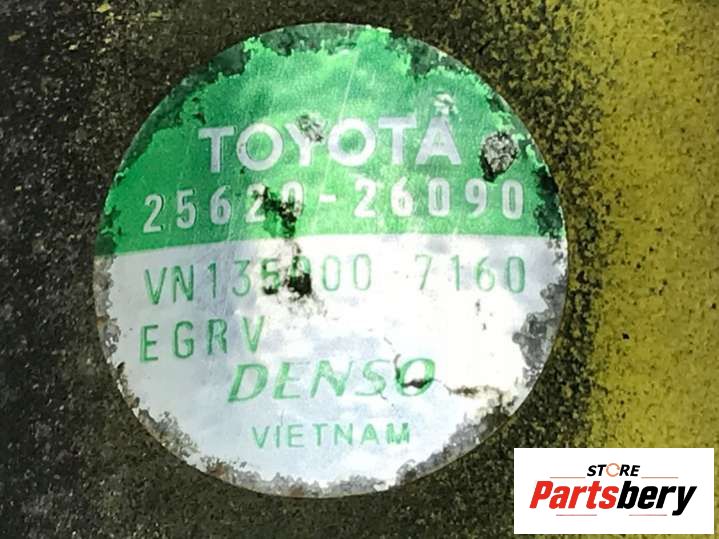 TOYOTA
25620-26090
VN135000 7160
EGRV
DENSO
VIETNAM
STORE
Partsbery